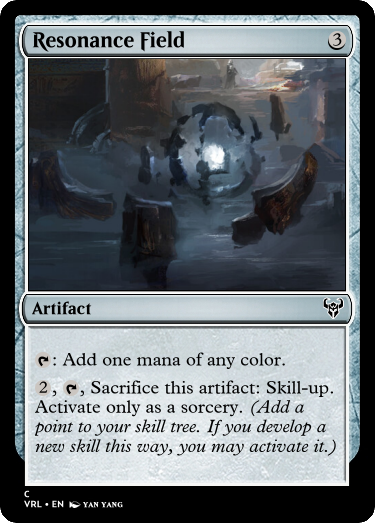 Resonance Field 3
Artifact
: Add one mana of any color.
2, , Sacrifice this artifact: Skill-up.
Activate only as a sorcery. (Add a
point to your skill tree. If you develop a
new skill this way, you may activate it.)
C
VRL • EN YAN YANG